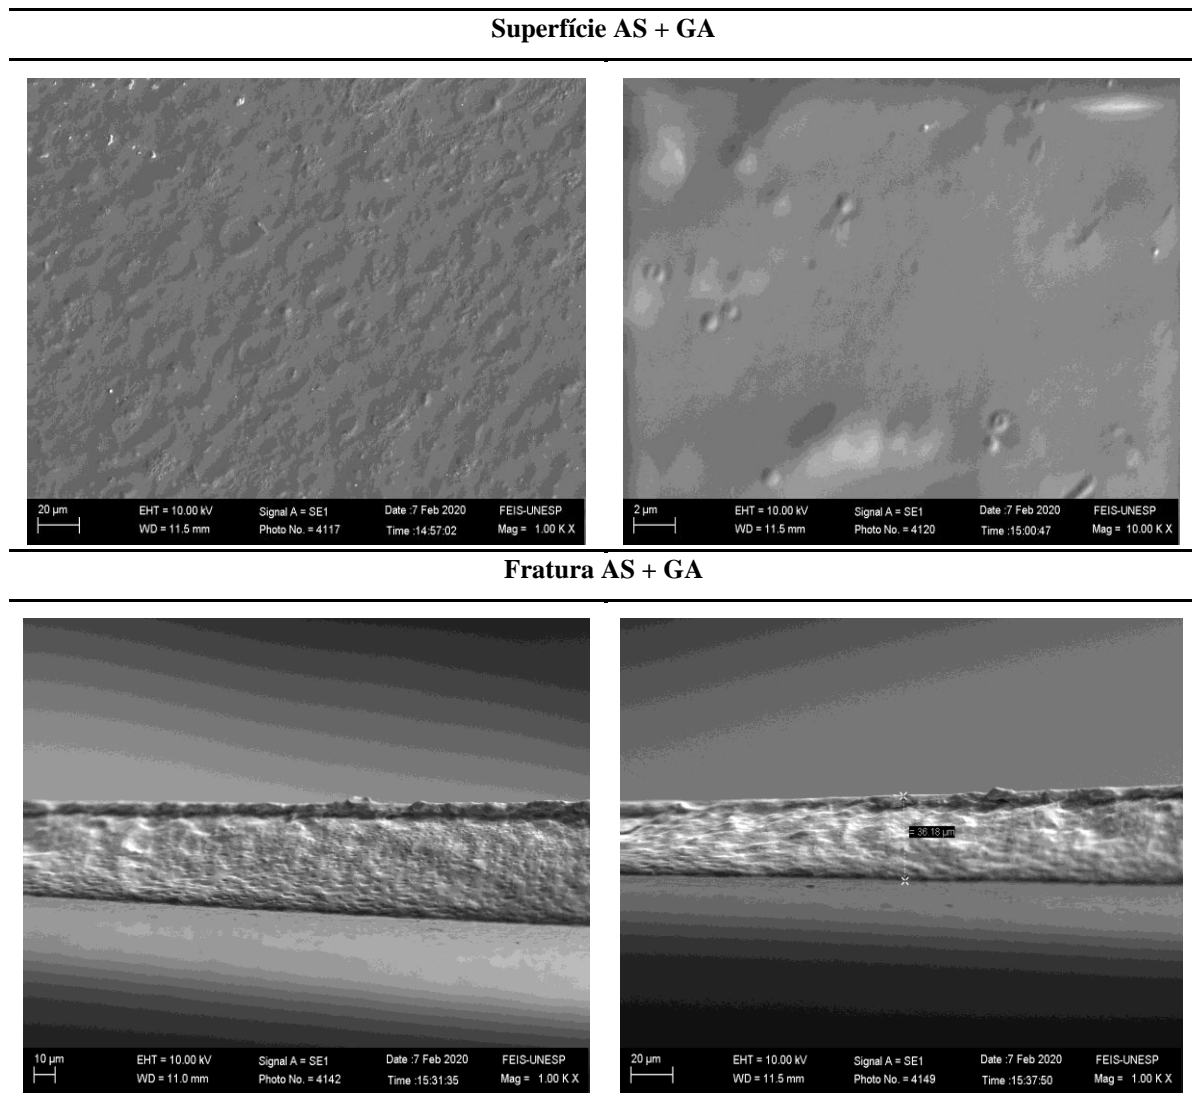 Superfície AS + GA
20 µm EHT = 10.00 kV Signal A = SE1 Date :7 Feb 2020 FEIS-UNESP
WD = 11.5 mm Photo No. = 4117 Time :14:57:02 Mag = 1.00 K X
2 µm EHT = 10.00 kV Signal A = SE1 Date :7 Feb 2020 FEIS-UNESP
WD = 11.5 mm Photo No. = 4120 Time :15:00:47 Mag = 10.00 K X
Fratura AS + GA
= 36.18 µm
10 µm EHT = 10.00 kV Signal A = SE1 Date :7 Feb 2020 FEIS-UNESP
WD = 11.0 mm Photo No. = 4142 Time :15:31:35 Mag = 1.00 K X
20 µm EHT = 10.00 kV Signal A = SE1 Date :7 Feb 2020 FEIS-UNESP
WD = 11.5 mm Photo No. = 4149 Time :15:37:50 Mag = 1.00 K X